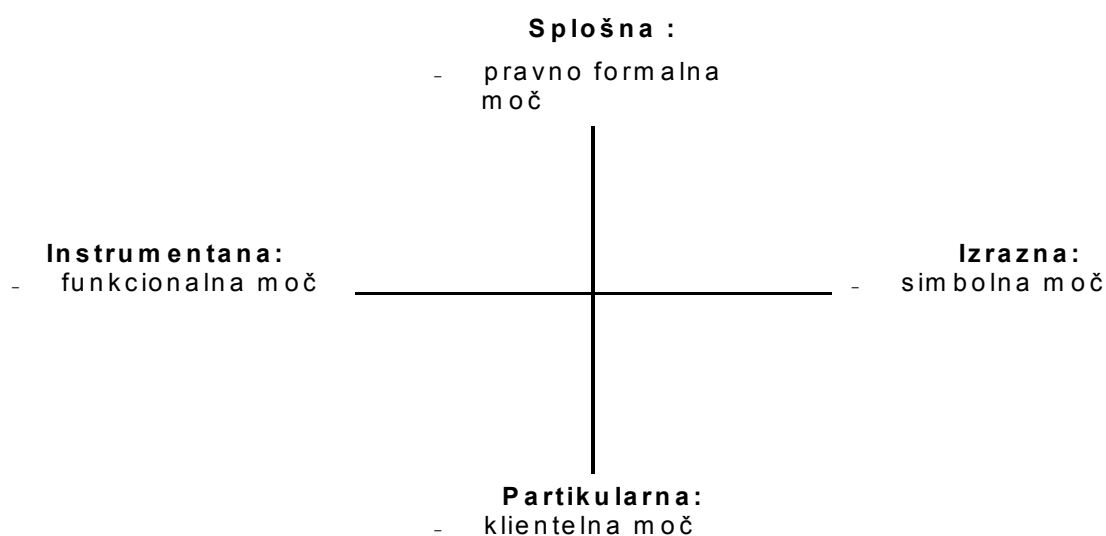 Splošna :
- pravno formalna
moč
Instrumentana:
- funkcionalna moč
Izrazna:
- simbolna moč
Partikularna:
- klientelna moč